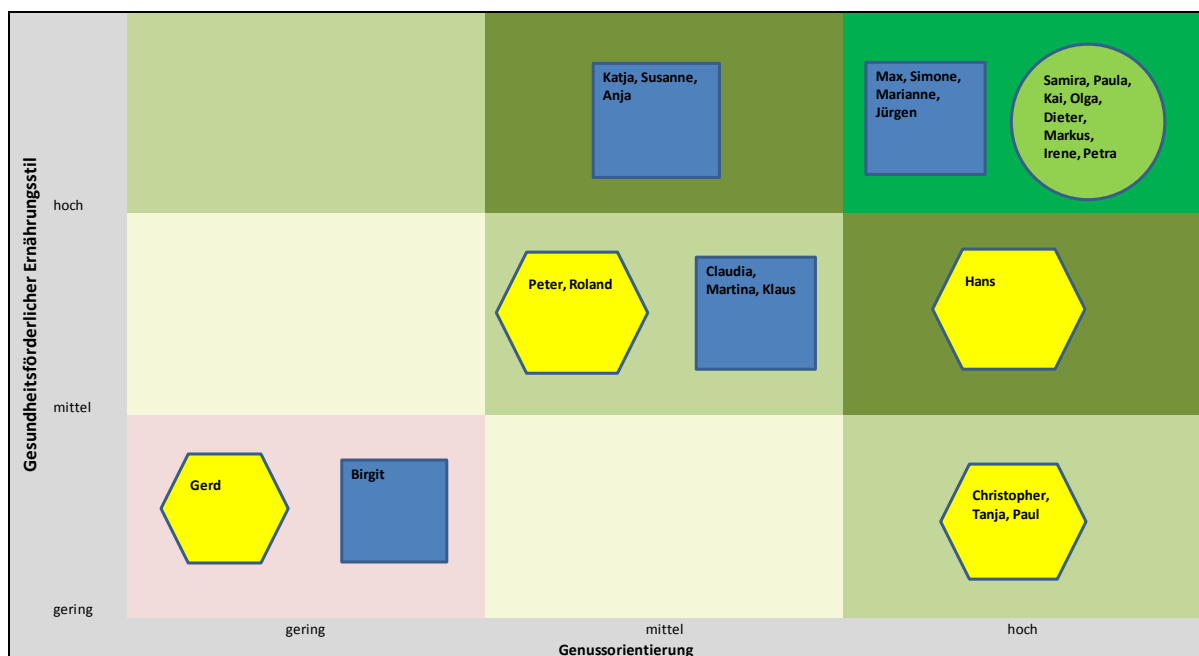 Gesundheitsförderlicher Ernährungsstil
hoch
mittel
gering
Katja, Susanne,
Anja
Max, Simone,
Marianne,
Jürgen
Samira, Paula,
Kai, Olga,
Dieter,
Markus,
Irene, Petra
Peter, Roland
Claudia,
Martina, Klaus
Hans
Gerd
Birgit
Christopher,
Tanja, Paul
gering
mittel
hoch
Genussorientierung